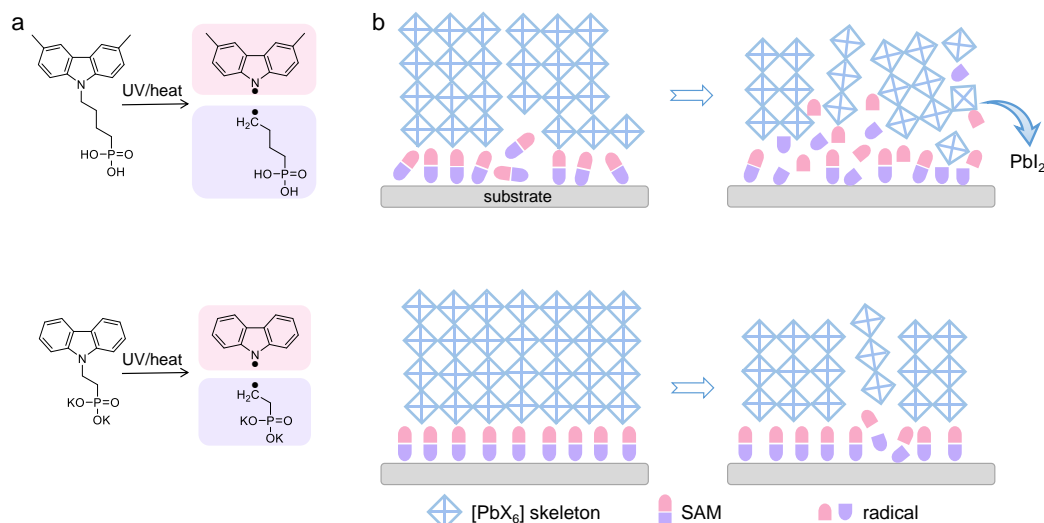 a
b
UV/heat
N
N
•
•
H₂C
HO
P
O
OH
HO
P
O
OH
substrate
PbI₂
UV/heat
N
N
•
•
H₂C
KO
P
O
OK
KO
P
O
OK
[PbX₆] skeleton
SAM
radical